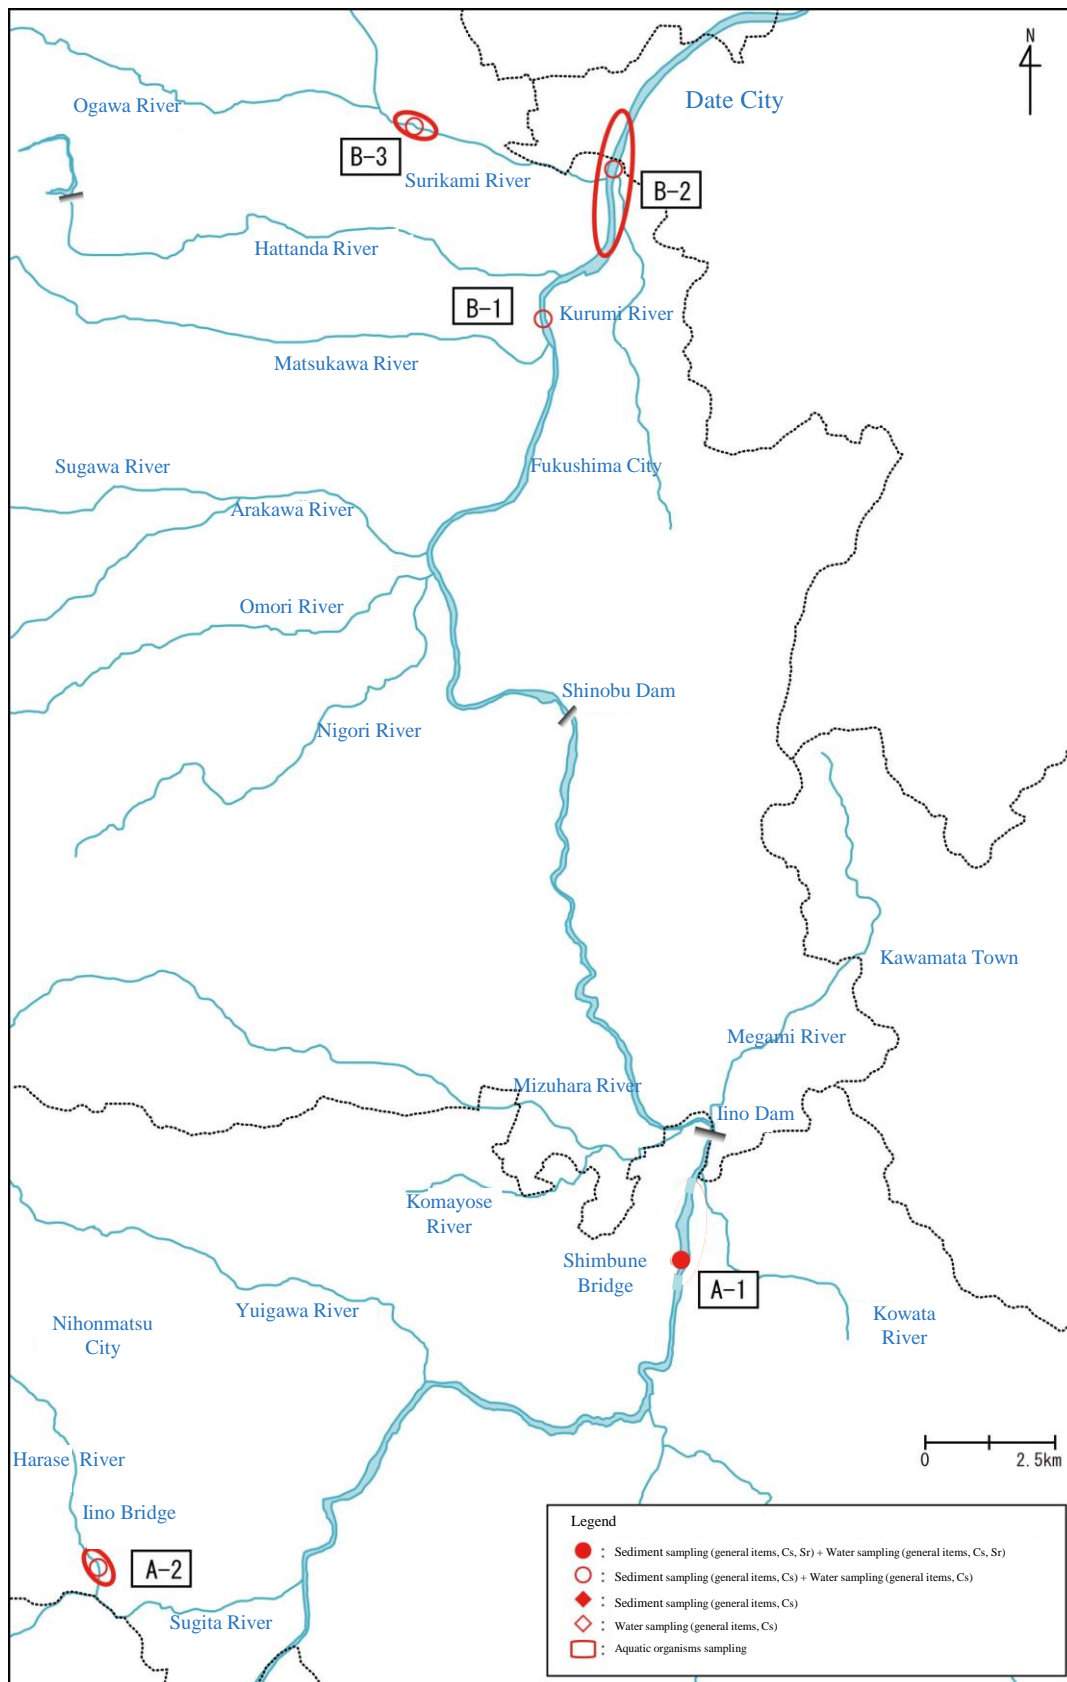 N
Date City
Ogawa River
B-3
Surikami River
B-2
Hattanda River
B-1
Kurumi River
Matsukawa River
Sugawa River
Fukushima City
Arakawa River
Omori River
Shinobu Dam
Nigori River
Kawamata Town
Megami River
Mizuhara River
Iino Dam
Komayose
River
Shimbune
Bridge
A-1
Yuigawa River
Nihonmatsu
City
Kowata
River
Harase River
0 2.5km
Iino Bridge
A-2
Sugita River
Legend
: Sediment sampling (general items, Cs, Sr) + Water sampling (general items, Cs, Sr)
: Sediment sampling (general items, Cs) + Water sampling (general items, Cs)
: Sediment sampling (general items, Cs)
: Water sampling (general items, Cs)
: Aquatic organisms sampling